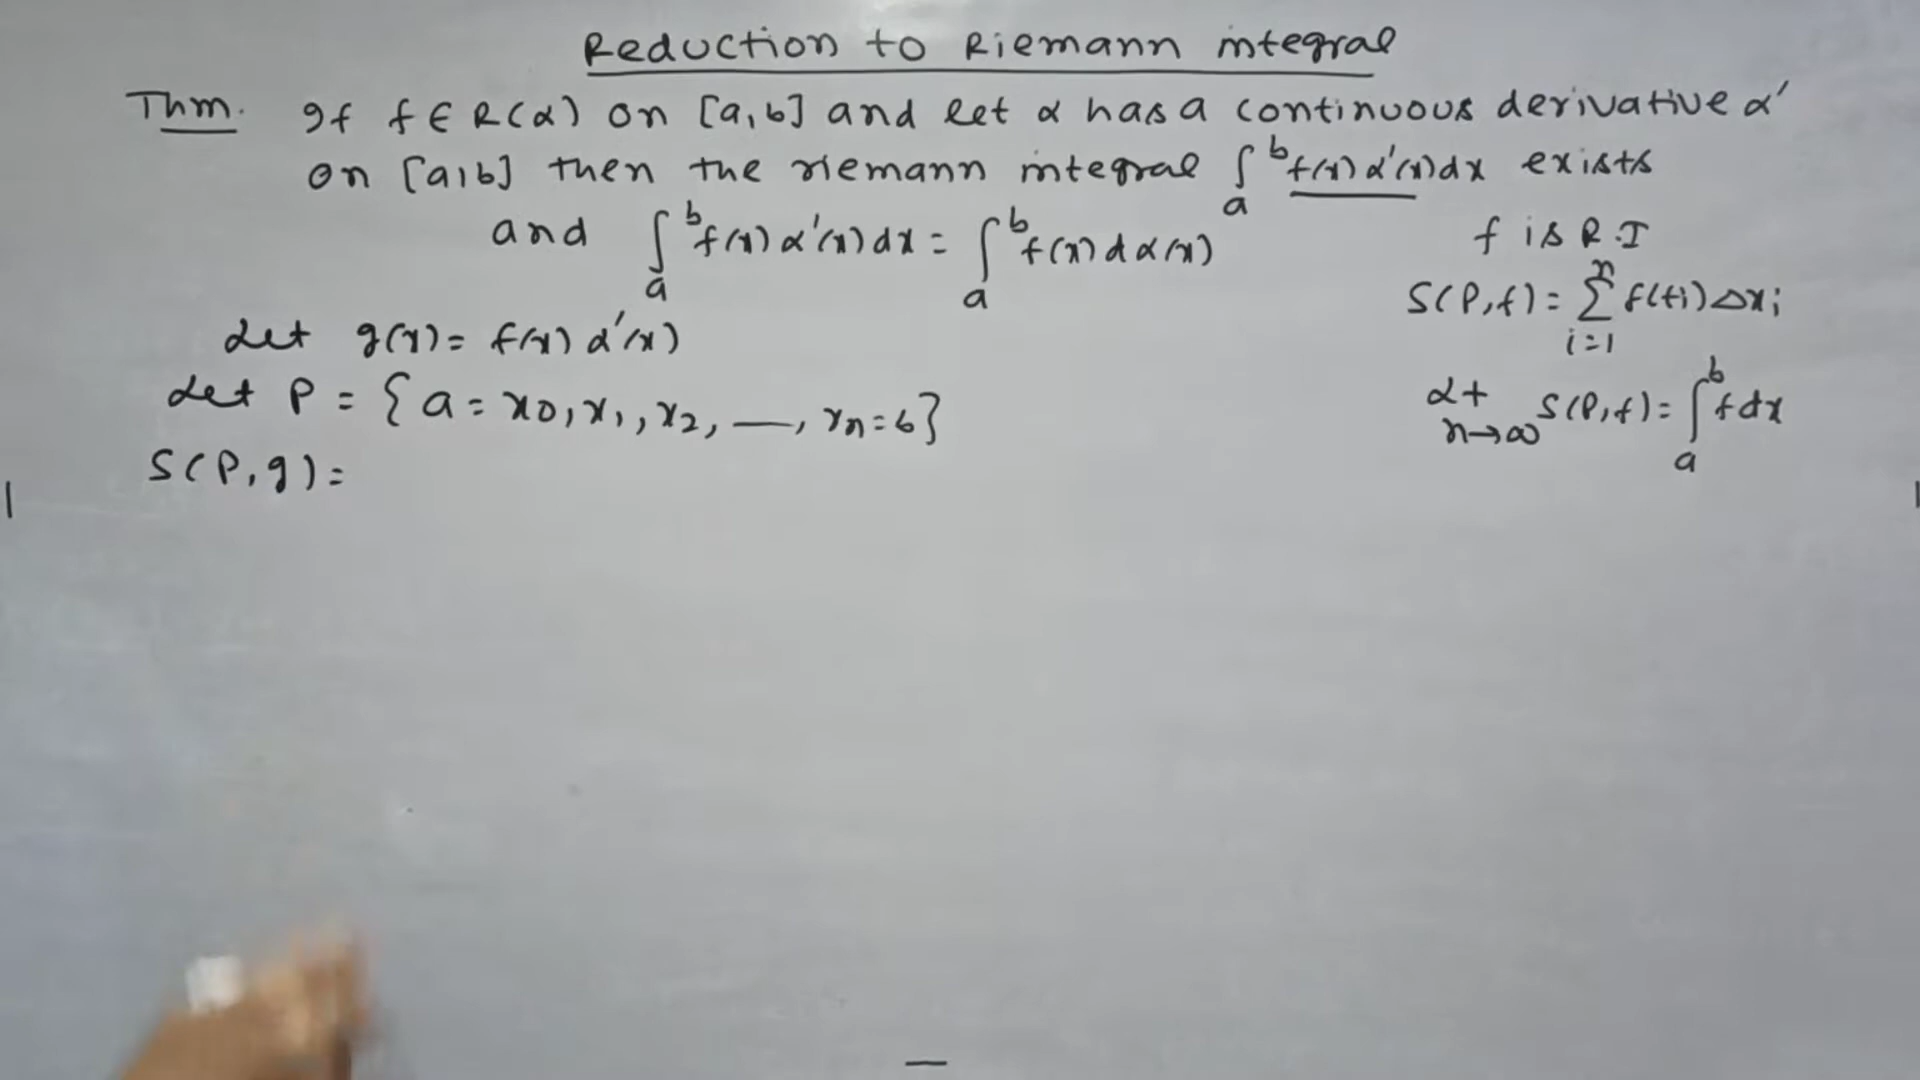 Reduction to Riemann integral
Thm. If f ∈ R(α) on [a,b] and let α has a continuous derivative α'
on [a,b] then the riemann integral ∫_a^b f(x) α'(x) dx exists
and ∫_a^b f(x) α'(x) dx = ∫_a^b f(x) dα(x)
f is R.I
S(P,f) = Σ_{i=1}^n f(ti) Δxi
Let g(x) = f(x) α'(x)
Let P = {a = x0, x1, x2, —, xn = b}
Lt_{n→∞} S(P,f) = ∫_a^b f dx
S(P,g) =